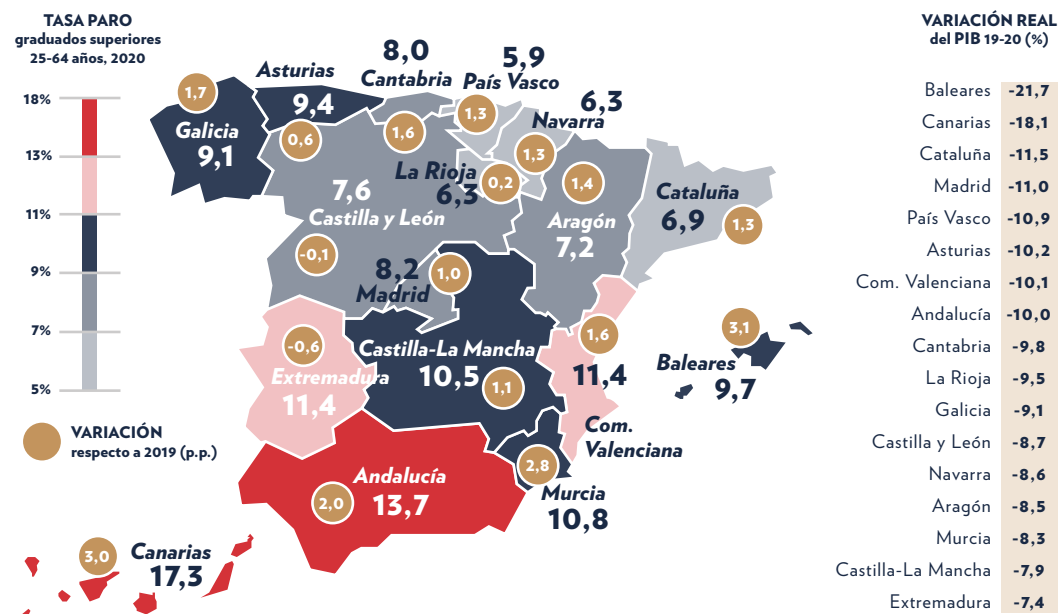 TASA PARO
graduados superiores
25-64 años, 2020
18%
13%
11%
9%
7%
5%
VARIACIÓN
respecto a 2019 (p.p.)
1,7
Galicia
9,1
Asturias
9,4
0,6
8,0
Cantabria
1,6
5,9
País Vasco
1,3
6,3
Navarra
1,3
La Rioja
6,3
0,2
7,6
Castilla y León
-0,1
1,4
Aragón
7,2
Cataluña
6,9
1,3
8,2
Madrid
1,0
-0,6
Extremadura
11,4
Castilla-La Mancha
10,5
1,1
1,6
11,4
Com.
Valenciana
3,1
Baleares
9,7
2,8
Murcia
10,8
Andalucía
13,7
2,0
3,0
Canarias
17,3
VARIACIÓN REAL
del PIB 19-20 (%)
Baleares -21,7
Canarias -18,1
Cataluña -11,5
Madrid -11,0
País Vasco -10,9
Asturias -10,2
Com. Valenciana -10,1
Andalucía -10,0
Cantabria -9,8
La Rioja -9,5
Galicia -9,1
Castilla y León -8,7
Navarra -8,6
Aragón -8,5
Murcia -8,3
Castilla-La Mancha -7,9
Extremadura -7,4